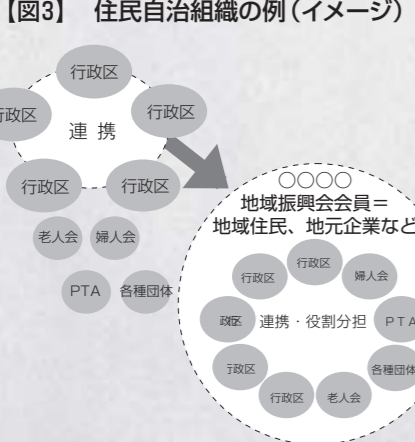 【図3】 住民自治組織の例（イメージ）
行政区
行政区
行政区
連 携
行政区
行政区
老人会
婦人会
PTA
各種団体
○○○○
地域振興会会員＝
地域住民、地元企業など
行政区
行政区
婦人会
連携・役割分担
PTA
行政区
各種団体
行政区
老人会